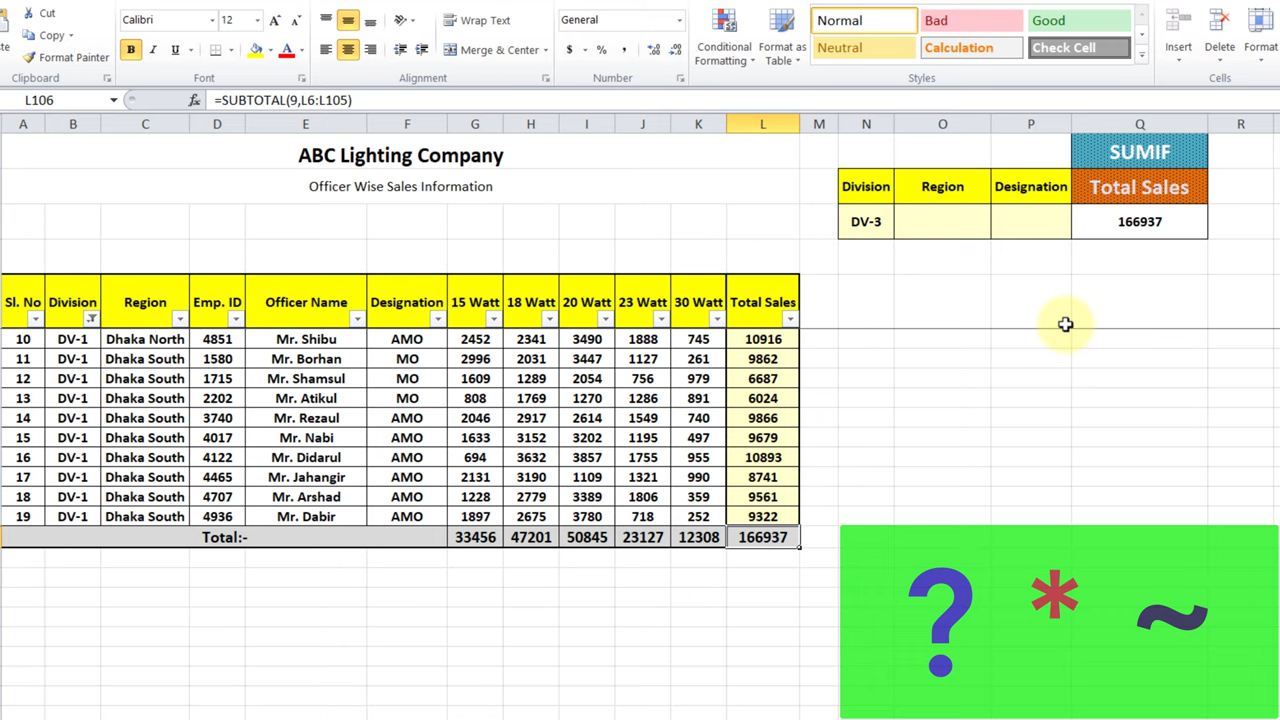 Cut
Calibri 12 A A Wrap Text General Normal Bad Good
Copy
Format Painter B I U A Merge & Center $ % , Conditional Formatting Format as Table Neutral Calculation Check Cell Insert Delete Format
Clipboard Font Alignment Number Styles Cells
L106 fx =SUBTOTAL(9,L6:L105)
A B C D E F G H I J K L M N O P Q R
ABC Lighting Company SUMIF
Officer Wise Sales Information Division Region Designation Total Sales
DV-3 166937
Sl. No Division Region Emp. ID Officer Name Designation 15 Watt 18 Watt 20 Watt 23 Watt 30 Watt Total Sales
10 DV-1 Dhaka North 4851 Mr. Shibu AMO 2452 2341 3490 1888 745 10916
11 DV-1 Dhaka South 1580 Mr. Borhan MO 2996 2031 3447 1127 261 9862
12 DV-1 Dhaka South 1715 Mr. Shamsul MO 1609 1289 2054 756 979 6687
13 DV-1 Dhaka South 2202 Mr. Atikul MO 808 1769 1270 1286 891 6024
14 DV-1 Dhaka South 3740 Mr. Rezaul AMO 2046 2917 2614 1549 740 9866
15 DV-1 Dhaka South 4017 Mr. Nabi AMO 1633 3152 3202 1195 497 9679
16 DV-1 Dhaka South 4122 Mr. Didarul AMO 694 3632 3857 1755 955 10893
17 DV-1 Dhaka South 4465 Mr. Jahangir AMO 2131 3190 1109 1321 990 8741
18 DV-1 Dhaka South 4707 Mr. Arshad AMO 1228 2779 3389 1806 359 9561
19 DV-1 Dhaka South 4936 Mr. Dabir AMO 1897 2675 3780 718 252 9322
Total:- 33456 47201 50845 23127 12308 166937
? * ~